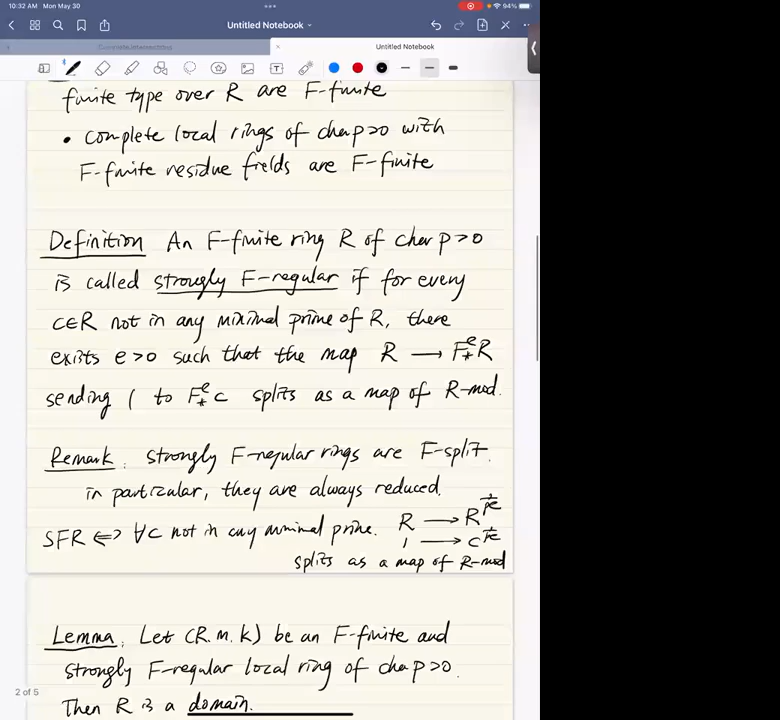 10:32 AM Mon May 30
94%
Untitled Notebook
Untitled Notebook
finite type over R are F-finite
• complete local rings of char p>0 with
F-finite residue fields are F-finite
Definition An F-finite ring R of char p>0
is called strongly F-regular if for every
c∈R not in any minimal prime of R, there
exists e>0 such that the map R → F^e_*R
sending 1 to F^e_*c splits as a map of R-mod.
Remark. strongly F-regular rings are F-split.
in particular, they are always reduced.
SFR ⇔ ∀c not in any minimal prime. R → R^{1/p^e}
1 → c^{1/p^e}
splits as a map of R-mod
Lemma. Let (R.m.k) be an F-finite and
strongly F-regular local ring of cha p>0.
Then R is a domain.
2 of 5